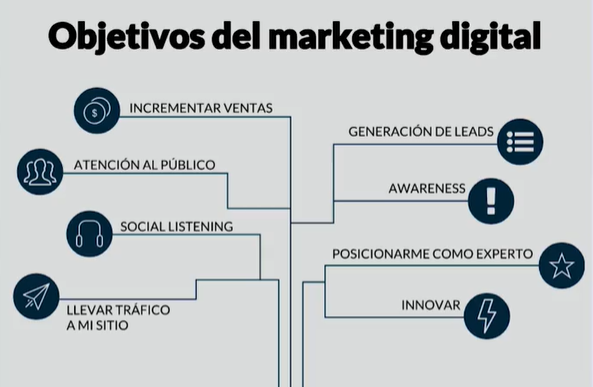 Objetivos del marketing digital
$
INCREMENTAR VENTAS
ATENCIÓN AL PÚBLICO
SOCIAL LISTENING
LLEVAR TRÁFICO
A MI SITIO
GENERACIÓN DE LEADS
AWARENESS
POSICIONARME COMO EXPERTO
INNOVAR